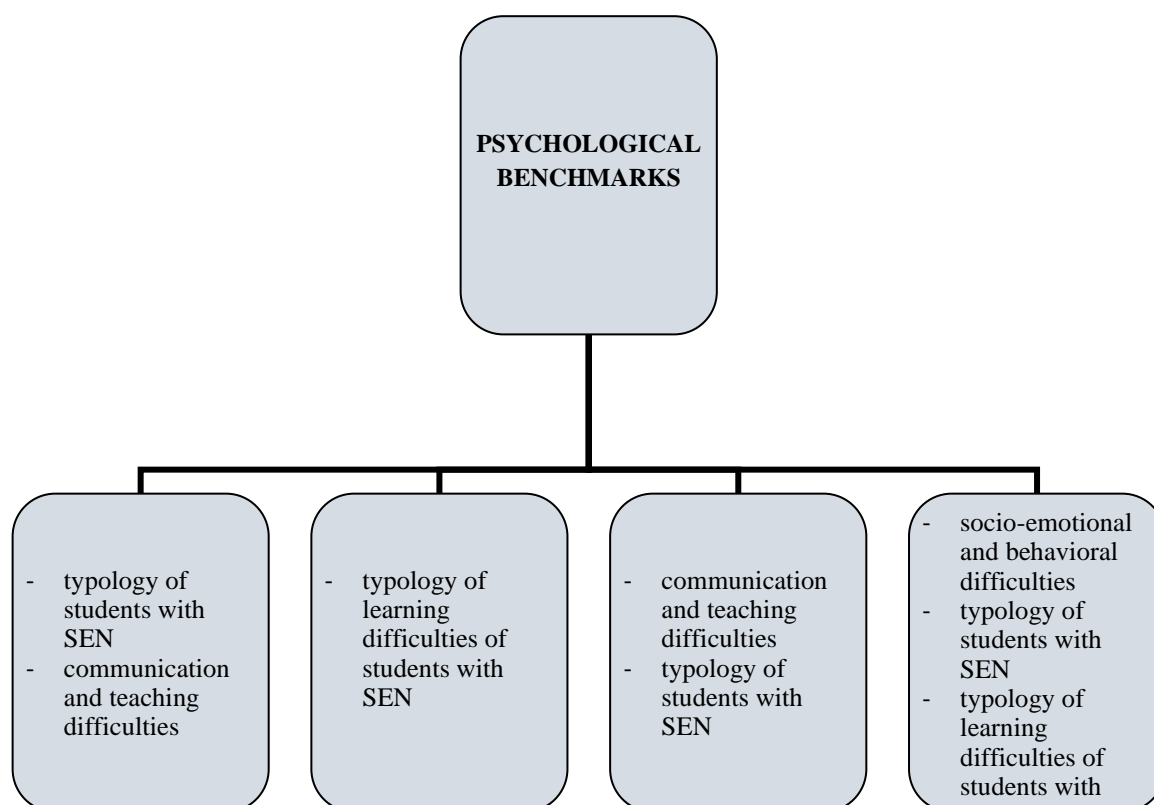 PSYCHOLOGICAL
BENCHMARKS
- typology of
students with
SEN
- communication
and teaching
difficulties
- typology of
learning
difficulties of
students with
SEN
- communication
and teaching
difficulties
- typology of
students with
SEN
- socio-emotional
and behavioral
difficulties
- typology of
students with
SEN
- typology of
learning
difficulties of
students with